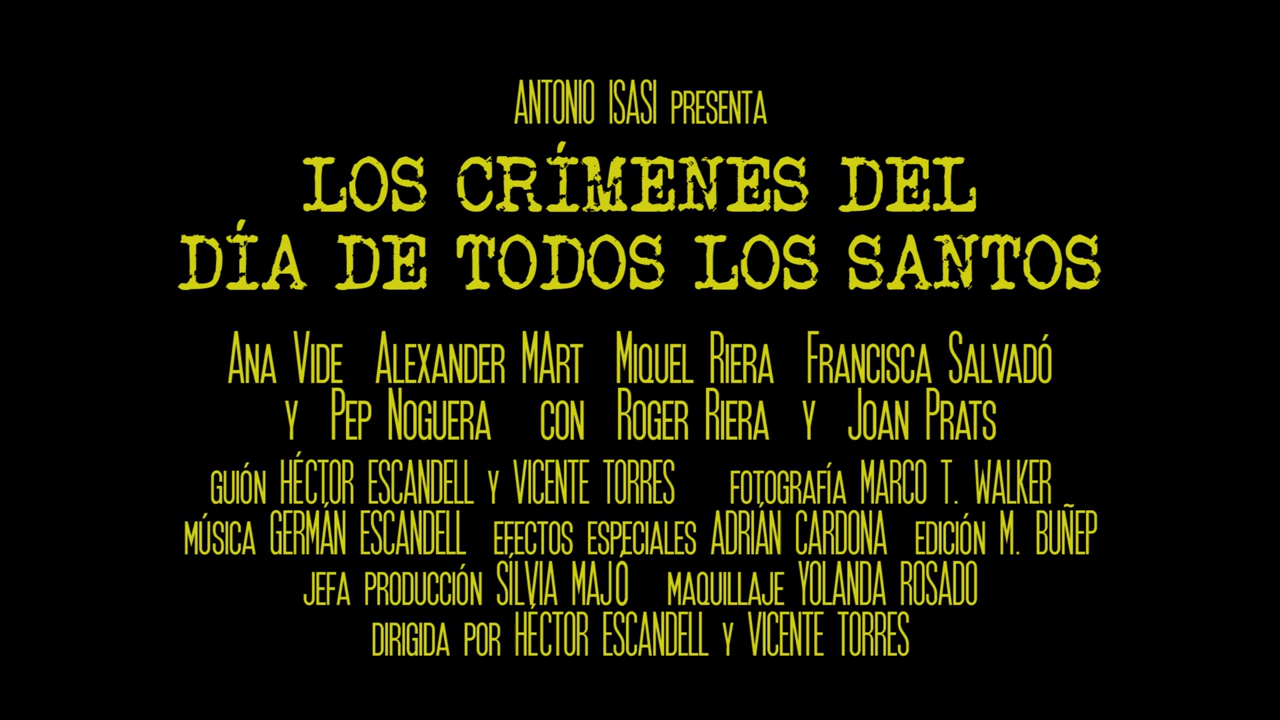 ANTONIO ISASI PRESENTA
LOS CRÍMENES DEL
DÍA DE TODOS LOS SANTOS
ANA VIDE ALEXANDER MART MIQUEL RIERA FRANCISCA SALVADÓ
Y PEP NOGUERA CON ROGER RIERA Y JOAN PRATS
GUIÓN HÉCTOR ESCANDELL Y VICENTE TORRES FOTOGRAFÍA MARCO T. WALKER
MÚSICA GERMÁN ESCANDELL EFECTOS ESPECIALES ADRIÁN CARDONA EDICIÓN M. BUÑEP
JEFA PRODUCCIÓN SÍLVIA MAJÓ MAQUILLAJE YOLANDA ROSADO
DIRIGIDA POR HÉCTOR ESCANDELL Y VICENTE TORRES